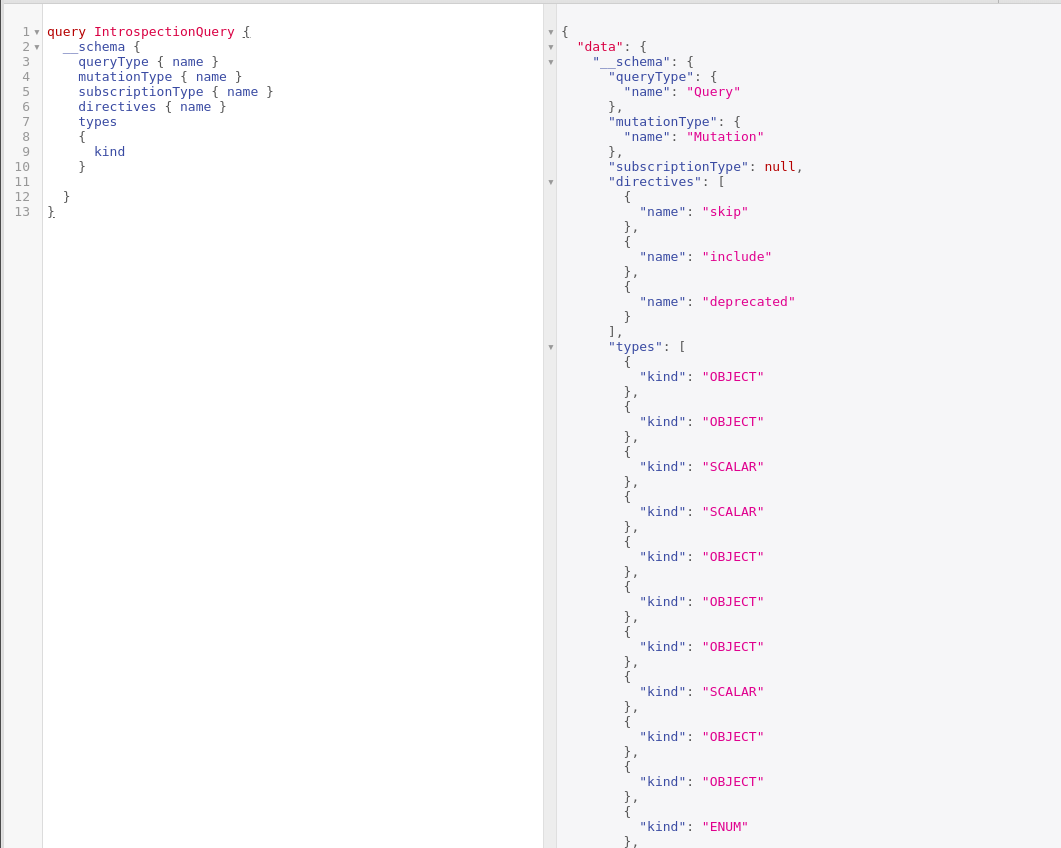 1 query IntrospectionQuery {
2   __schema {
3     queryType { name }
4     mutationType { name }
5     subscriptionType { name }
6     directives { name }
7     types
8     {
9       kind
10     }
11
12   }
13 }
{
  "data": {
    "__schema": {
      "queryType": {
        "name": "Query"
      },
      "mutationType": {
        "name": "Mutation"
      },
      "subscriptionType": null,
      "directives": [
        {
          "name": "skip"
        },
        {
          "name": "include"
        },
        {
          "name": "deprecated"
        }
      ],
      "types": [
        {
          "kind": "OBJECT"
        },
        {
          "kind": "OBJECT"
        },
        {
          "kind": "SCALAR"
        },
        {
          "kind": "SCALAR"
        },
        {
          "kind": "OBJECT"
        },
        {
          "kind": "OBJECT"
        },
        {
          "kind": "OBJECT"
        },
        {
          "kind": "SCALAR"
        },
        {
          "kind": "OBJECT"
        },
        {
          "kind": "OBJECT"
        },
        {
          "kind": "ENUM"
        },